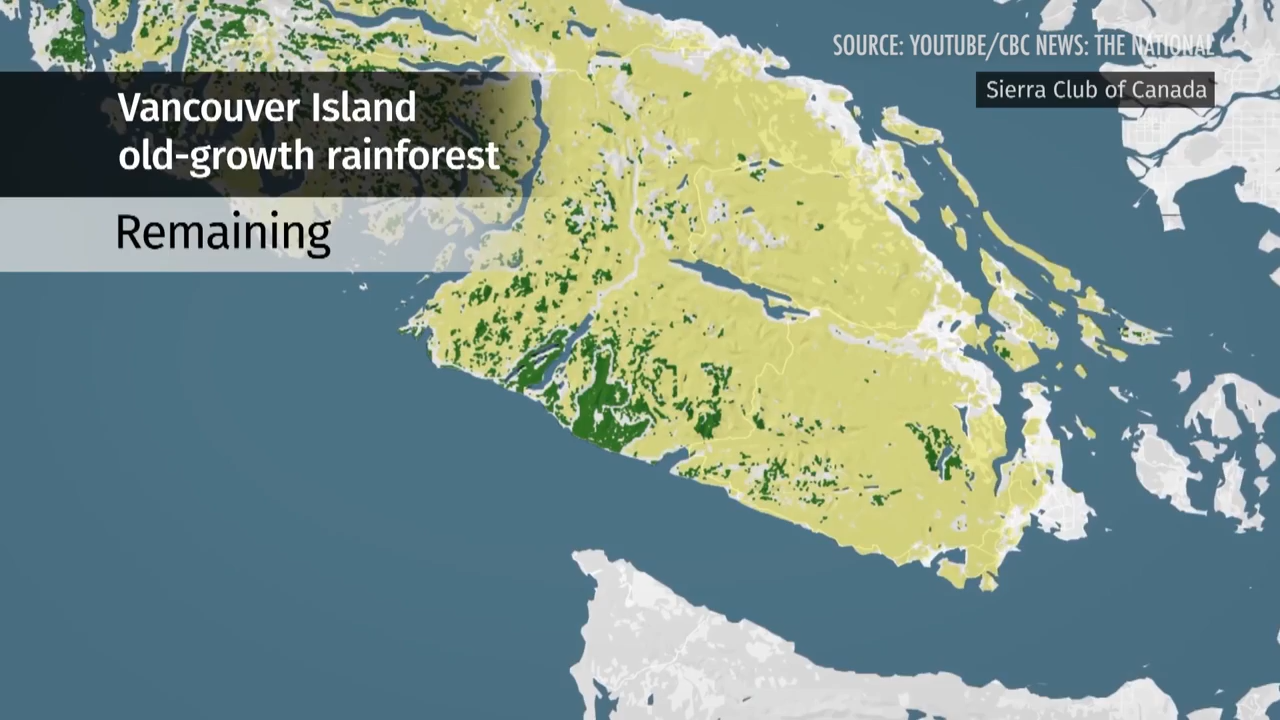 SOURCE: YOUTUBE/CBC NEWS: THE NATIONAL
Sierra Club of Canada
Vancouver Island
old-growth rainforest
Remaining